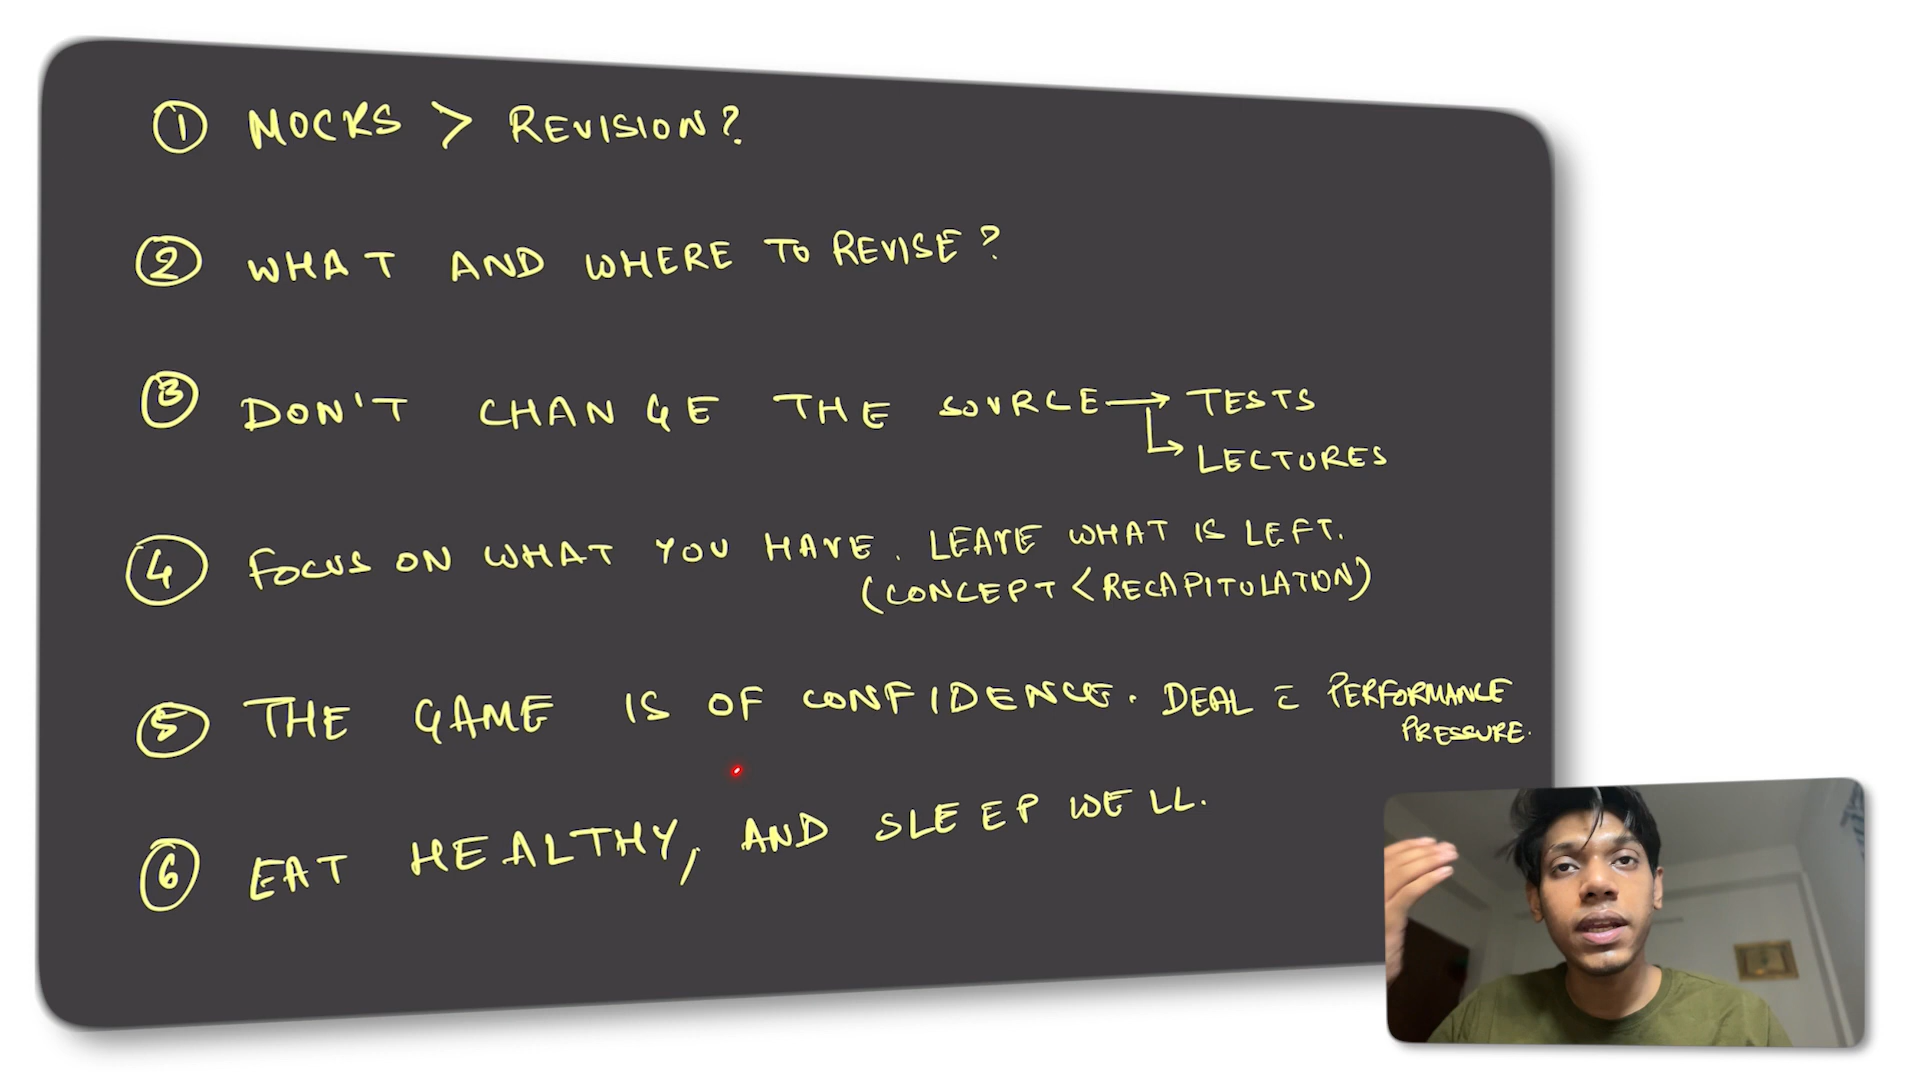 ① MOCKS > REVISION?
② WHAT AND WHERE TO REVISE?
③ DON'T CHANGE THE SOURCE → TESTS
↳ LECTURES
④ FOCUS ON WHAT YOU HAVE. LEAVE WHAT IS LEFT.
(CONCEPT < RECAPITULATION)
⑤ THE GAME IS OF CONFIDENCE. DEAL c̄ PERFORMANCE
PRESSURE.
⑥ EAT HEALTHY, AND SLEEP WELL.